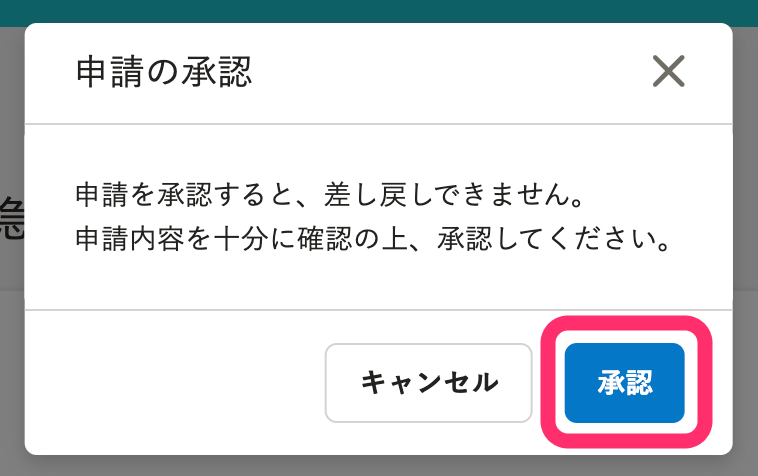 申請の承認
申請を承認すると、差し戻しできません。
申請内容を十分に確認の上、承認してください。
キャンセル
承認